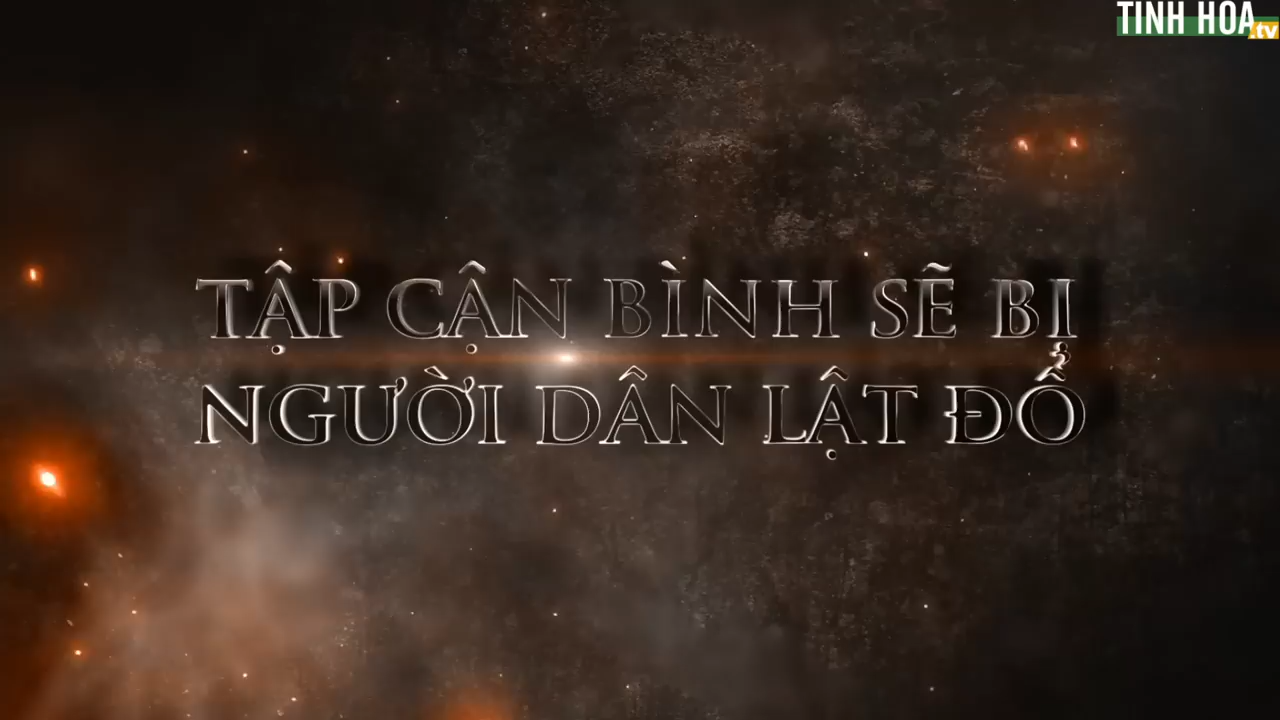 TINH HOA
.tv
TẬP CẬN BÌNH SẼ BỊ
NGƯỜI DÂN LẬT ĐỔ